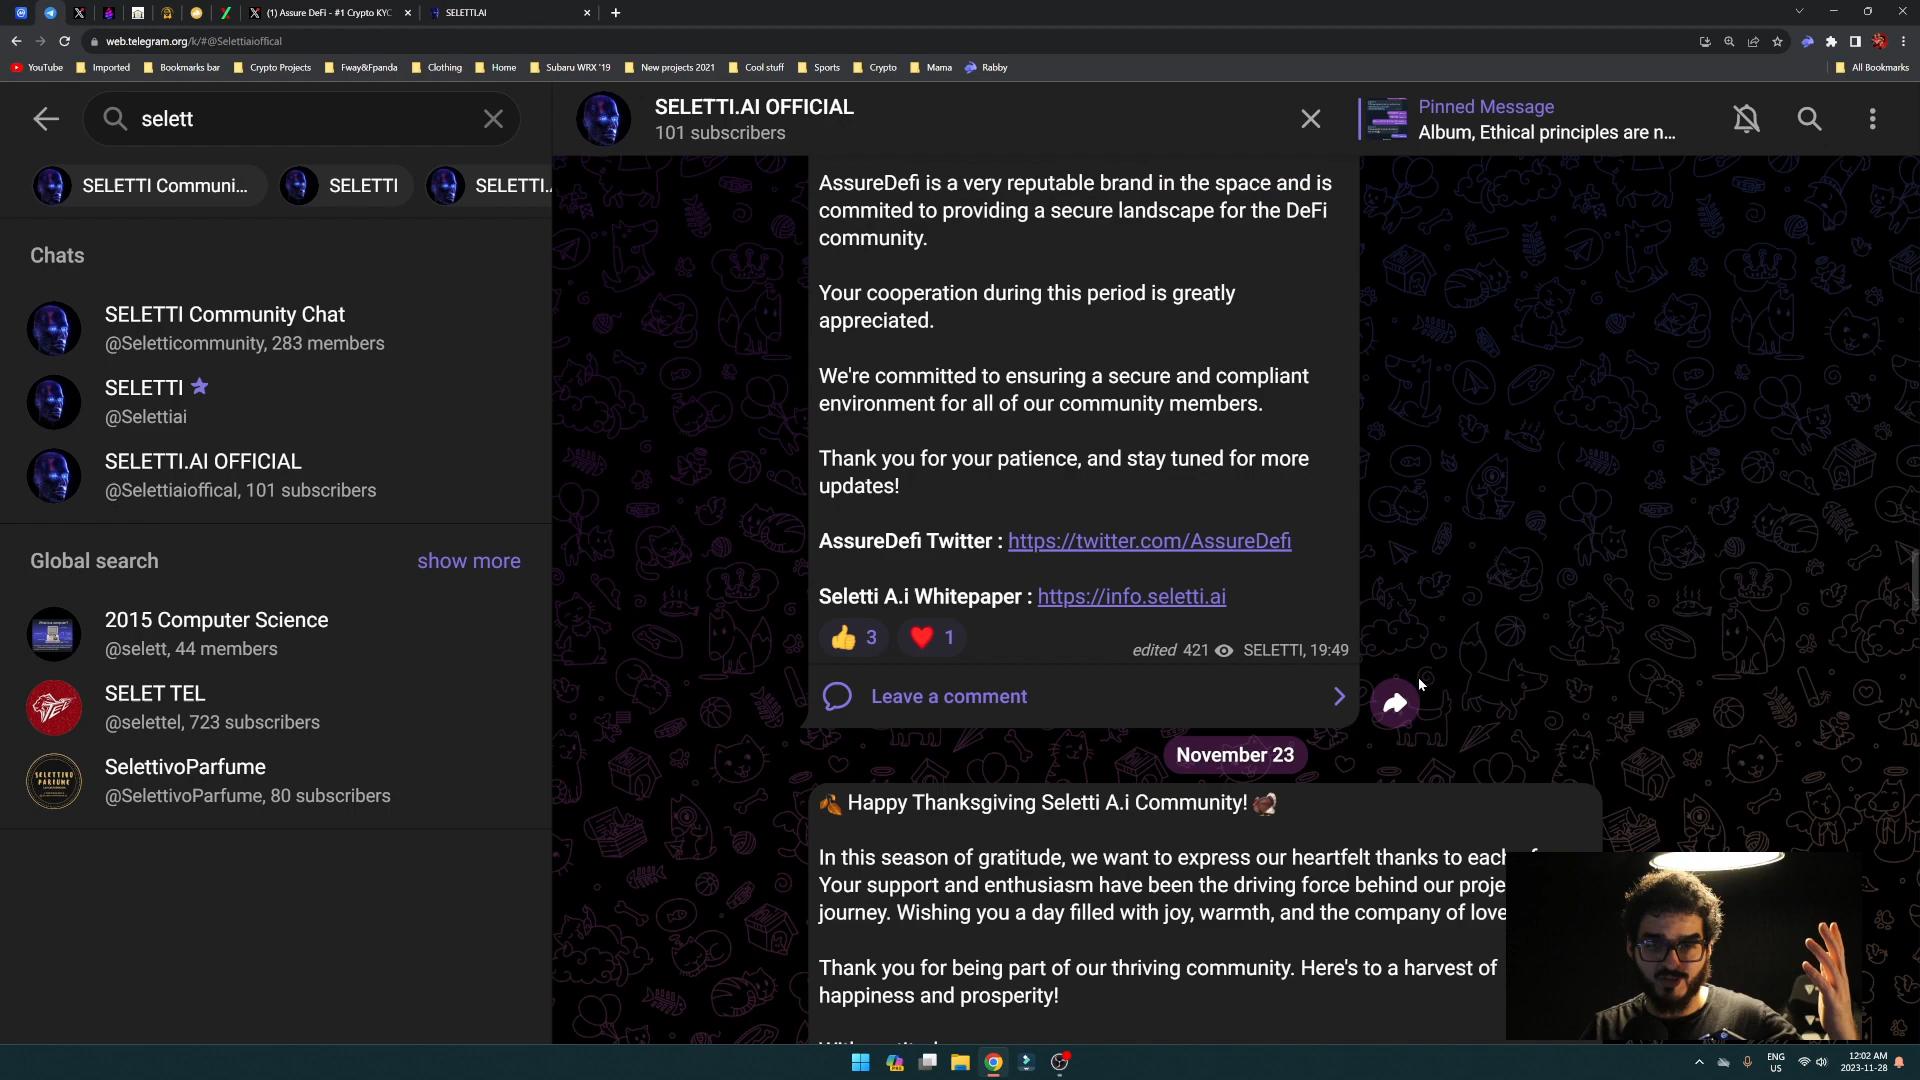 (1) Assure DeFi - #1 Crypto KYC
SELETTI.AI
web.telegram.org/k/#@Selettiaioffical
YouTube
Imported
Bookmarks bar
Crypto Projects
Fway&Fpanda
Clothing
Home
Subaru WRX '19
New projects 2021
Cool stuff
Sports
Crypto
Mama
Rabby
All Bookmarks
selett
SELETTI Communi...
SELETTI
SELETTI.
Chats
SELETTI Community Chat
@Seletticommunity, 283 members
SELETTI
@Selettiai
SELETTI.AI OFFICIAL
@Selettiaioffical, 101 subscribers
Global search
show more
2015 Computer Science
@selett, 44 members
SELET TEL
@selettel, 723 subscribers
SelettivoParfume
@SelettivoParfume, 80 subscribers
SELETTI.AI OFFICIAL
101 subscribers
Pinned Message
Album, Ethical principles are n...
AssureDefi is a very reputable brand in the space and is
commited to providing a secure landscape for the DeFi
community.
Your cooperation during this period is greatly
appreciated.
We're committed to ensuring a secure and compliant
environment for all of our community members.
Thank you for your patience, and stay tuned for more
updates!
AssureDefi Twitter : https://twitter.com/AssureDefi
Seletti A.i Whitepaper : https://info.seletti.ai
3
1
edited 421 SELETTI, 19:49
Leave a comment
November 23
Happy Thanksgiving Seletti A.i Community!
In this season of gratitude, we want to express our heartfelt thanks to each
Your support and enthusiasm have been the driving force behind our proje
journey. Wishing you a day filled with joy, warmth, and the company of love
Thank you for being part of our thriving community. Here's to a harvest of
happiness and prosperity!
ENG
US
12:02 AM
2023-11-28